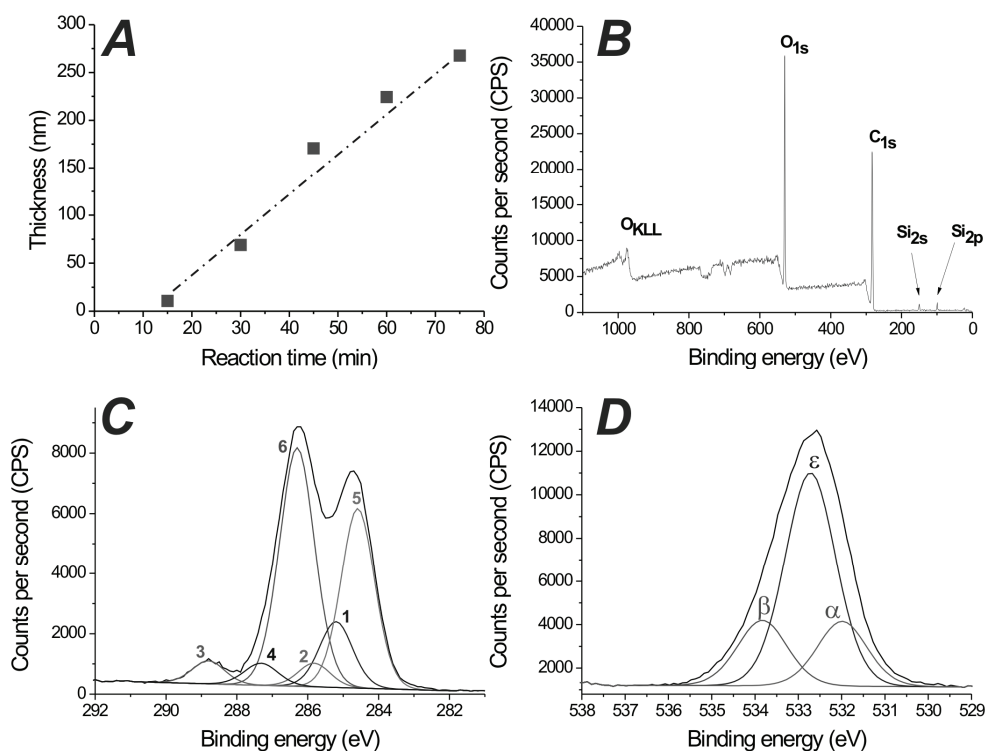 A
300
250
200
150
100
50
0
Thickness (nm)
0 10 20 30 40 50 60 70 80
Reaction time (min)
B
40000
35000
30000
25000
20000
15000
10000
5000
0
Counts per second (CPS)
O1s
C1s
OKLL
Si2s
Si2p
1000 800 600 400 200 0
Binding energy (eV)
C
8000
6000
4000
2000
0
Counts per second (CPS)
6
5
1
3
4
2
292 290 288 286 284 282
Binding energy (eV)
D
14000
12000
10000
8000
6000
4000
2000
Counts per second (CPS)
ε
β
α
538 537 536 535 534 533 532 531 530 529
Binding energy (eV)